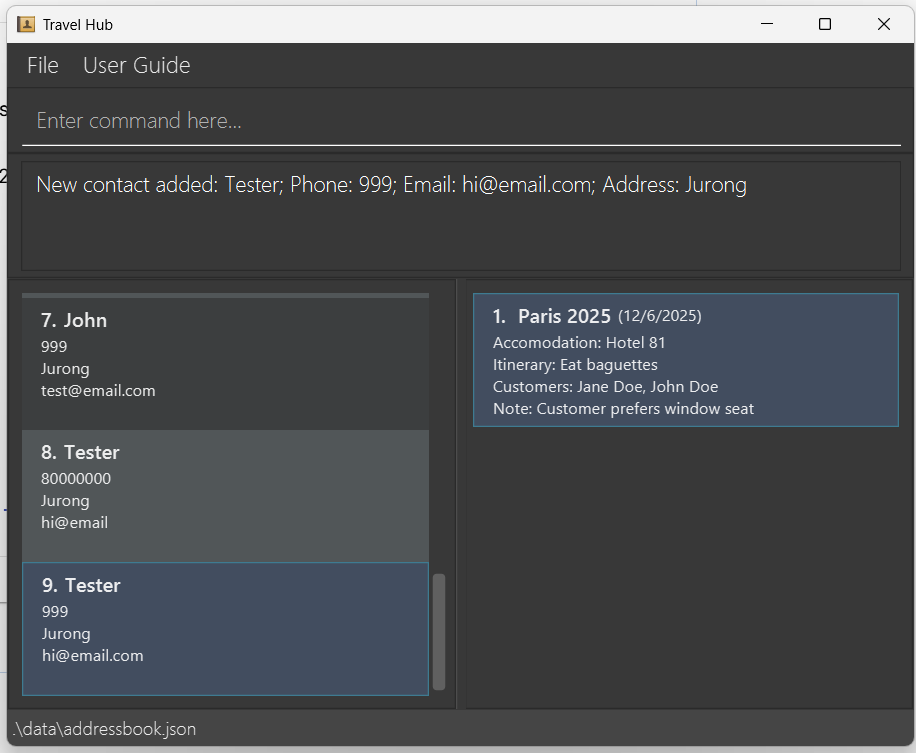 Travel Hub
File User Guide
Enter command here...
New contact added: Tester; Phone: 999; Email: hi@email.com; Address: Jurong
7. John
999
Jurong
test@email.com
8. Tester
80000000
Jurong
hi@email
9. Tester
999
Jurong
hi@email.com
1. Paris 2025 (12/6/2025)
Accomodation: Hotel 81
Itinerary: Eat baguettes
Customers: Jane Doe, John Doe
Note: Customer prefers window seat
.\data\addressbook.json